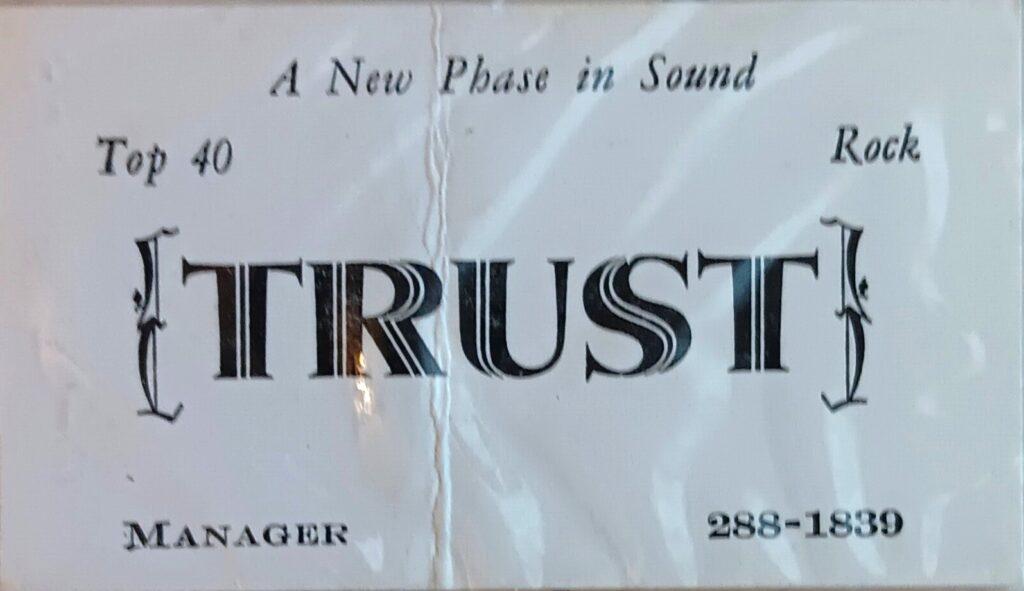 A New Phase in Sound
Top 40 Rock
TRUST
MANAGER 288-1839